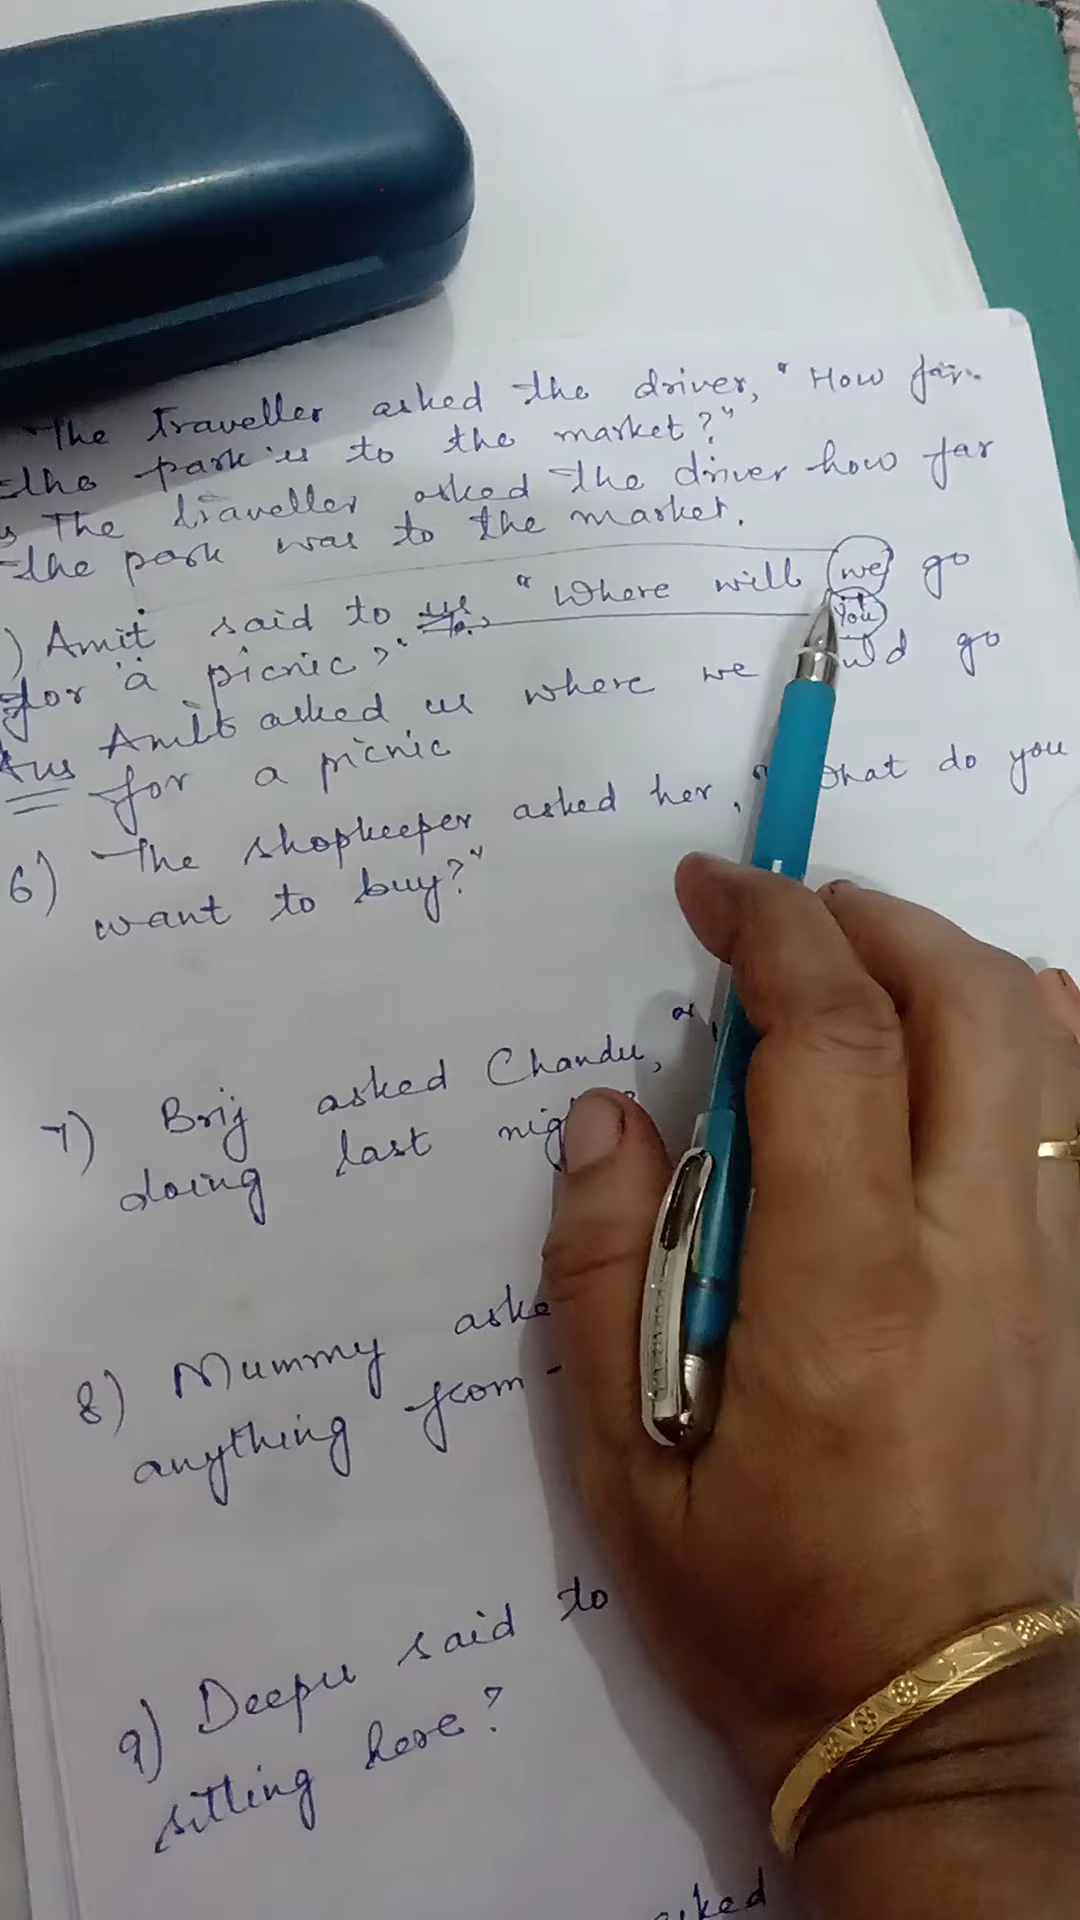 The traveller asked the driver, "How far
the park is to the market?"
The traveller asked the driver how far
the park was to the market.
) Amit said to us, "Where will we go
you
for a picnic?"
Ans Amit asked us where we go
for a picnic
6) The shopkeeper asked her, "What do you
want to buy?"
7) Brij asked Chandu, "
doing last
8) Mummy aske
anything from
9) Deepu said to
sitting here?
asked